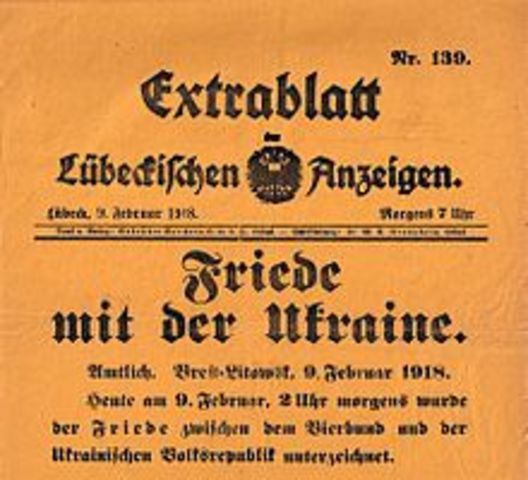 Nr. 139.
Extrablatt
der
Lübeckischen Anzeigen.
Lübeck, 9. Februar 1918. Morgens 7 Uhr
Friede
mit der Ukraine.
Amtlich. Brest-Litowsk, 9. Februar 1918.
Heute am 9. Februar, 2 Uhr morgens wurde
der Friede zwischen dem Vierbund und der
Ukrainischen Volksrepublik unterzeichnet.